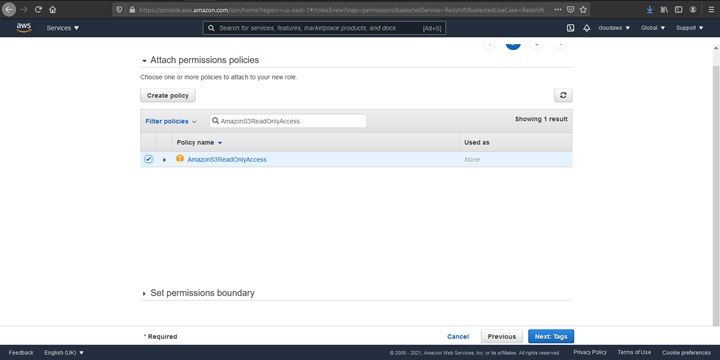 https://console.aws.amazon.com/iam/home?region=us-east-1#/roles$new?step=permissions&selectedService=Redshift&selectedUseCase=Redshift
aws Services Search for services, features, marketplace products, and docs [Alt+S] cloudaws Global Support
Attach permissions policies
Choose one or more policies to attach to your new role.
Create policy
Filter policies AmazonS3ReadOnlyAccess Showing 1 result
Policy name Used as
AmazonS3ReadOnlyAccess None
Set permissions boundary
* Required Cancel Previous Next: Tags
Feedback English (UK) © 2008 - 2021, Amazon Web Services, Inc. or its affiliates. All rights reserved. Privacy Policy Terms of Use Cookie preferences